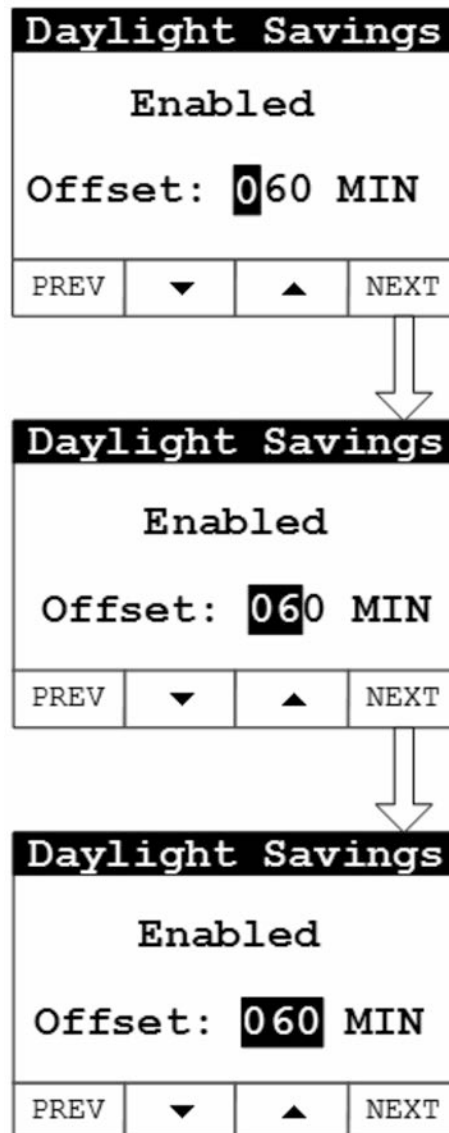 Daylight Savings
Enabled
Offset: 060 MIN
PREV ▼ ▲ NEXT
Daylight Savings
Enabled
Offset: 060 MIN
PREV ▼ ▲ NEXT
Daylight Savings
Enabled
Offset: 060 MIN
PREV ▼ ▲ NEXT